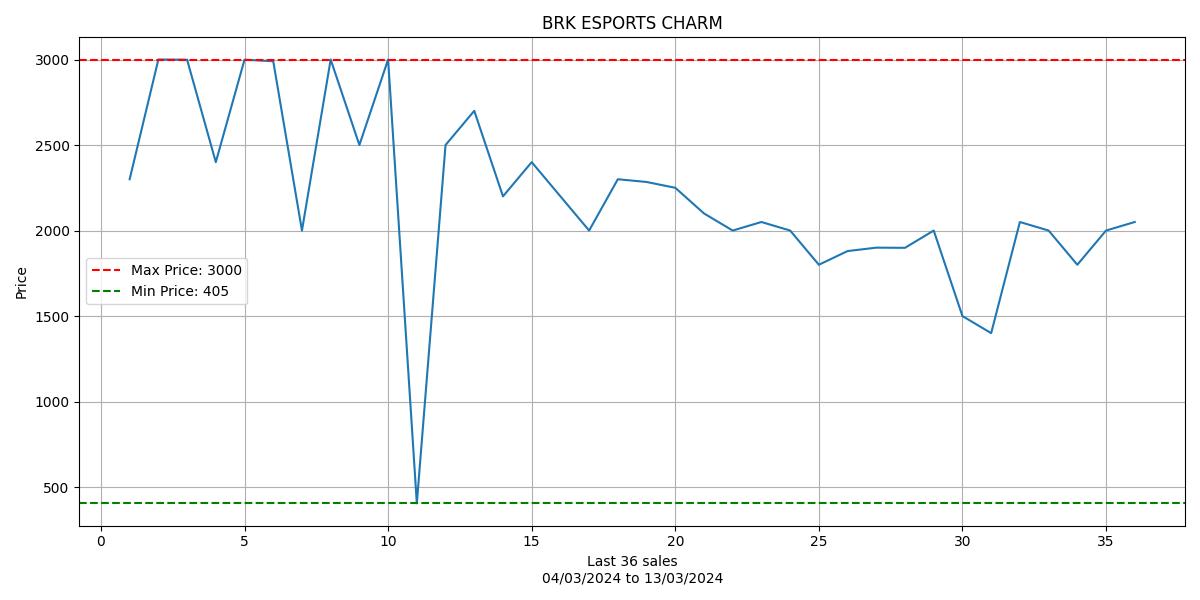 BRK ESPORTS CHARM
3000
2500
2000
1500
1000
500
Price
Max Price: 3000
Min Price: 405
0 5 10 15 20 25 30 35
Last 36 sales
04/03/2024 to 13/03/2024